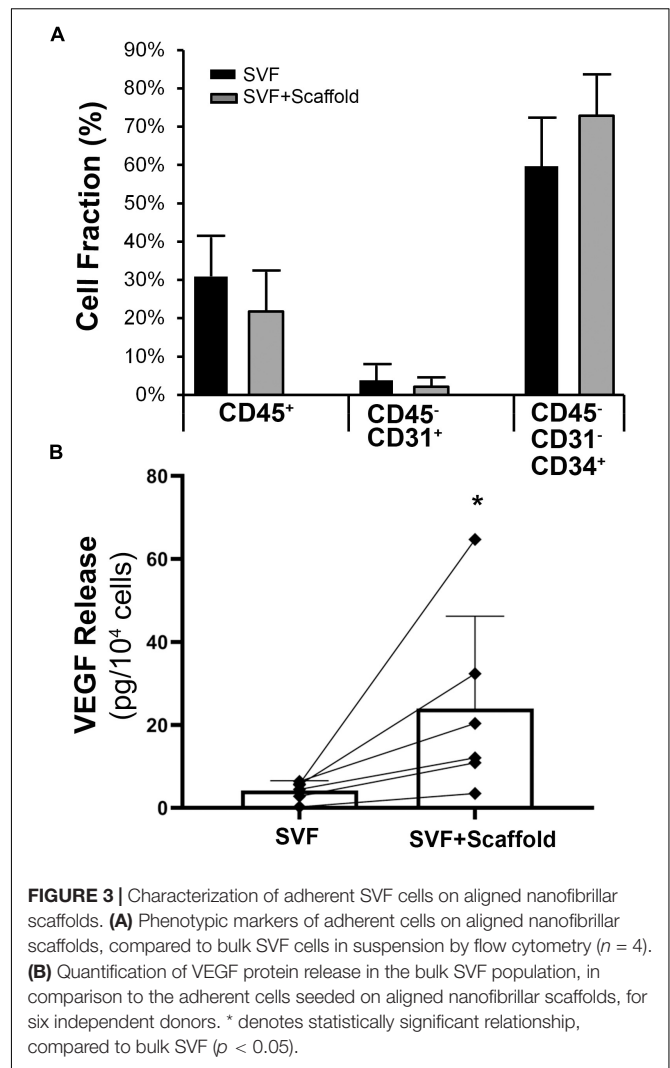 A
90%
80%
70%
60%
50%
40%
30%
20%
10%
0%
Cell Fraction (%)
SVF
SVF+Scaffold
CD45⁺
CD45⁻
CD31⁺
CD45⁻
CD31⁻
CD34⁺
B
80
60
40
20
0
VEGF Release
(pg/10⁴ cells)
*
SVF
SVF+Scaffold
FIGURE 3 | Characterization of adherent SVF cells on aligned nanofibrillar
scaffolds. (A) Phenotypic markers of adherent cells on aligned nanofibrillar
scaffolds, compared to bulk SVF cells in suspension by flow cytometry (n = 4).
(B) Quantification of VEGF protein release in the bulk SVF population, in
comparison to the adherent cells seeded on aligned nanofibrillar scaffolds, for
six independent donors. * denotes statistically significant relationship,
compared to bulk SVF (p < 0.05).